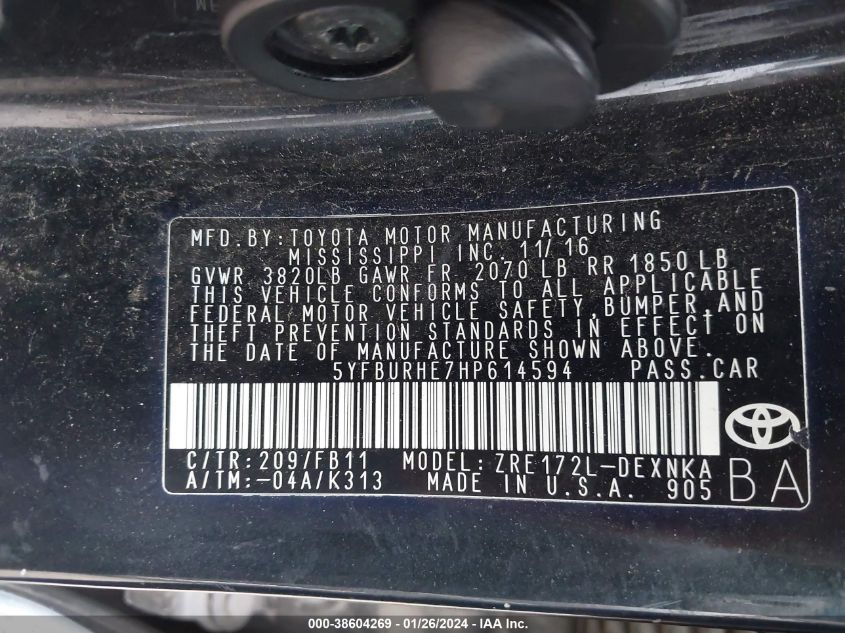 MFD.BY:TOYOTA MOTOR MANUFACTURING
MISSISSIPPI INC. 11/16
GVWR 3820LB GAWR FR 2070 LB RR 1850 LB
THIS VEHICLE CONFORMS TO ALL APPLICABLE
FEDERAL MOTOR VEHICLE SAFETY,BUMPER,AND
THEFT PREVENTION STANDARDS IN EFFECT ON
THE DATE OF MANUFACTURE SHOWN ABOVE.
5YFBURHE7HP614594 PASS.CAR
C/TR:209/FB11 MODEL:ZRE172L-DEXNKA
A/TM:-04A/K313 MADE IN U.S.A. 905 BA
000-38604269 - 01/26/2024 - IAA Inc.